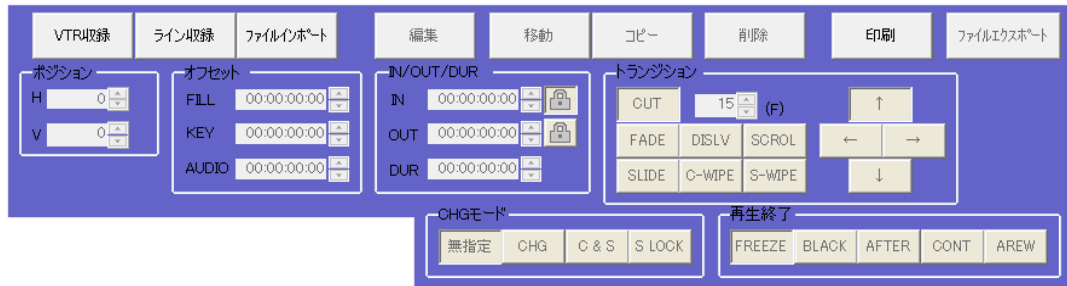 VTR収録 ライン収録 ファイルインポート 編集 移動 コピー 削除 印刷 ファイルエクスポート
ポジション オフセット IN/OUT/DUR トランジション
H 0 FILL 00:00:00:00 IN 00:00:00:00 CUT 15 (F) ↑
V 0 KEY 00:00:00:00 OUT 00:00:00:00 FADE DISLV SCROL ← →
AUDIO 00:00:00:00 DUR 00:00:00:00 SLIDE C-WIPE S-WIPE ↓
CHGモード 再生終了
無指定 CHG C & S S LOCK FREEZE BLACK AFTER CONT AREW